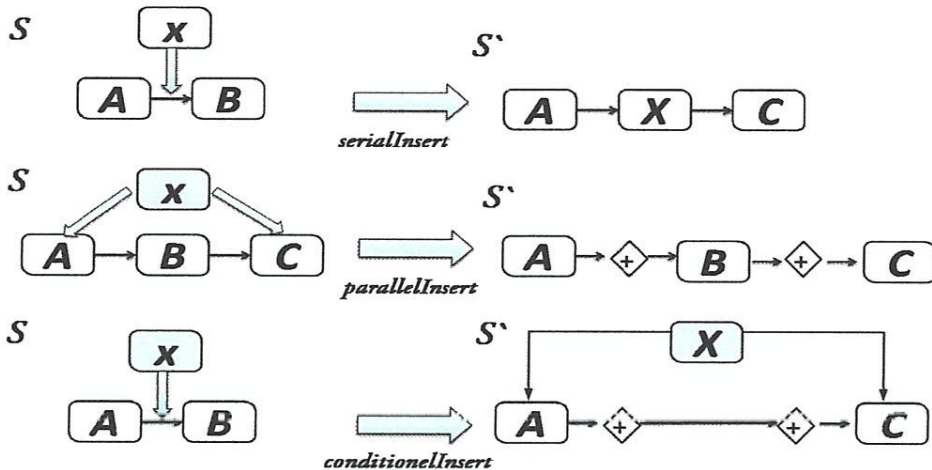 S
x
S`
A B
A X C
serialInsert
S
x
S`
A B C
A + B + C
parallelInsert
S
x
S`
X
A B
A + + C
conditionelInsert